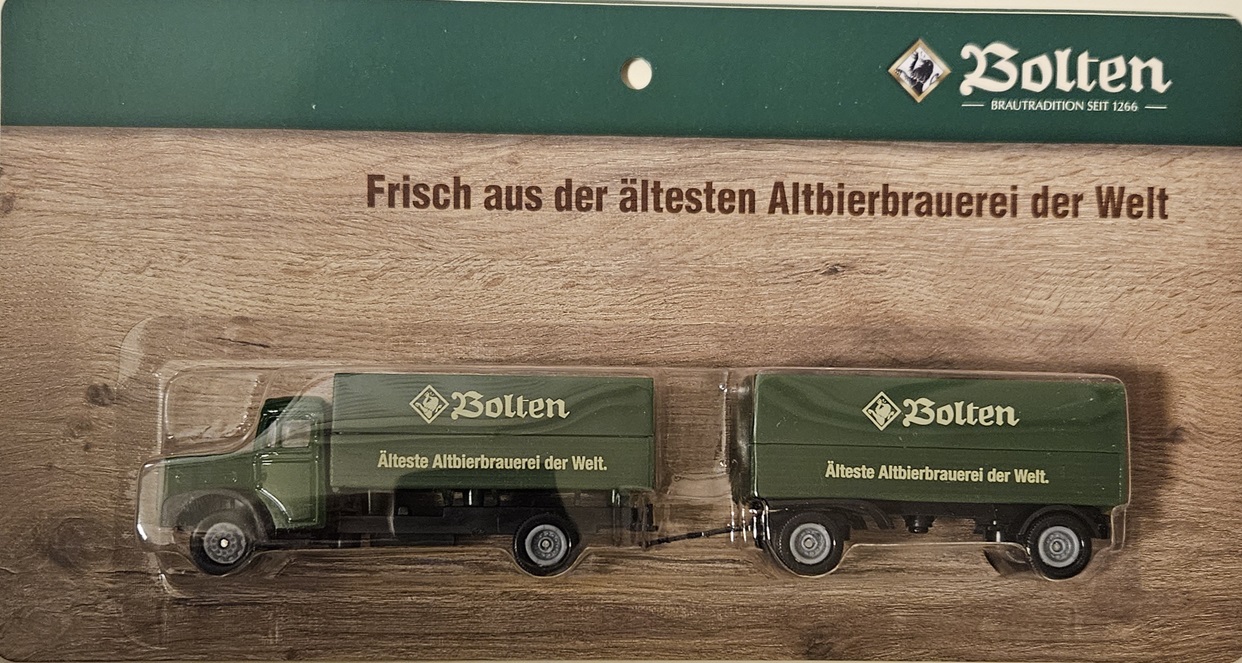 Bolten
BRAUTRADITION SEIT 1266
Frisch aus der ältesten Altbierbrauerei der Welt
Bolten
Älteste Altbierbrauerei der Welt.
Bolten
Älteste Altbierbrauerei der Welt.